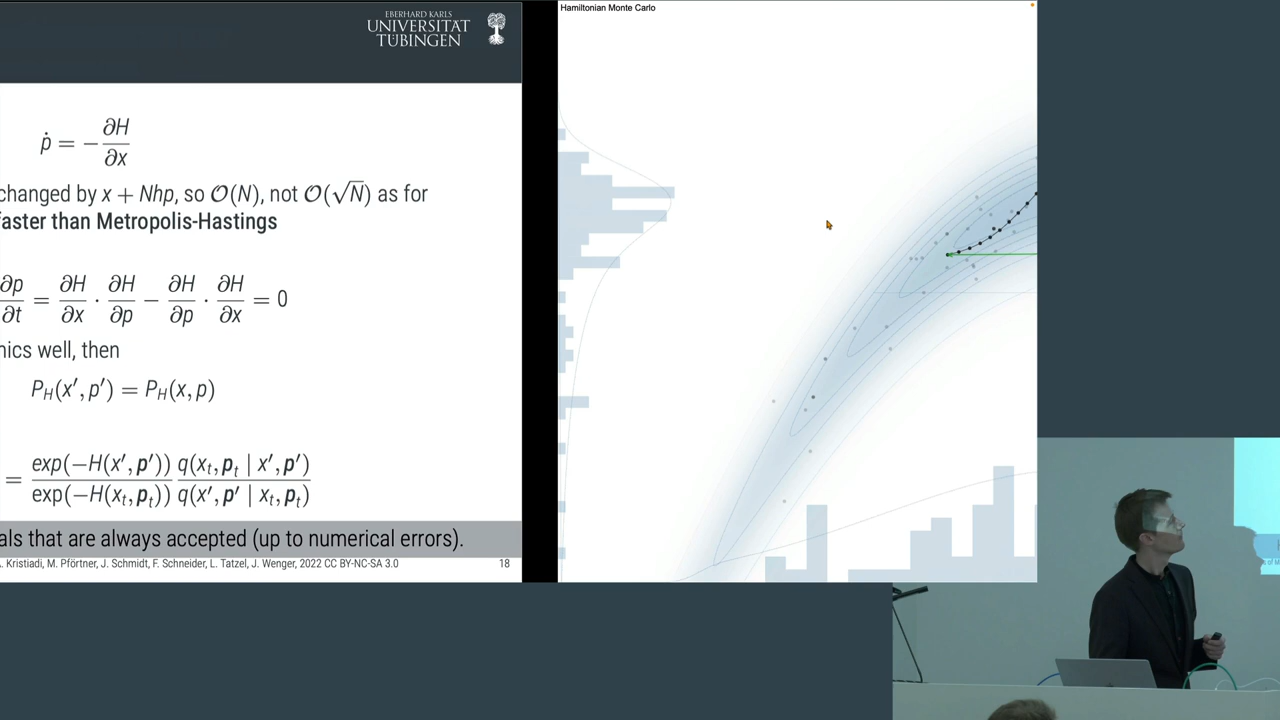 EBERHARD KARLS
UNIVERSITÄT
TÜBINGEN
ṗ = − ∂H/∂x
changed by x + Nhp, so O(N), not O(√N) as for
faster than Metropolis-Hastings
∂p/∂t = ∂H/∂x · ∂H/∂p − ∂H/∂p · ∂H/∂x = 0
nics well, then
P_H(x′, p′) = P_H(x, p)
= exp(−H(x′, p′)) q(x_t, p_t | x′, p′) / exp(−H(x_t, p_t)) q(x′, p′ | x_t, p_t)
als that are always accepted (up to numerical errors).
. Kristiadi, M. Pförtner, J. Schmidt, F. Schneider, L. Tatzel, J. Wenger, 2022 CC BY-NC-SA 3.0 18
Hamiltonian Monte Carlo